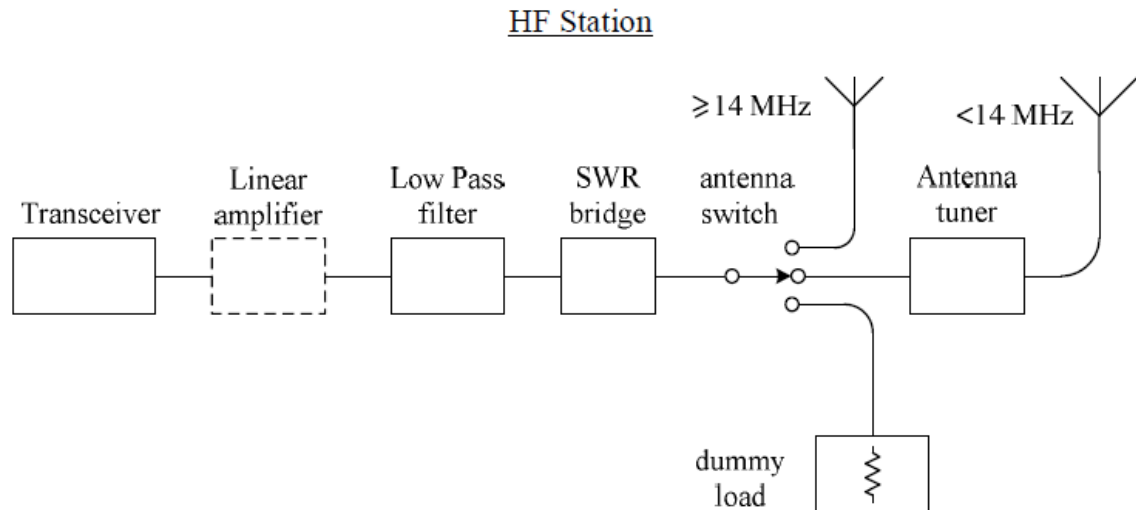 HF Station
⩾14 MHz
<14 MHz
Transceiver
Linear
amplifier
Low Pass
filter
SWR
bridge
antenna
switch
Antenna
tuner
dummy
load